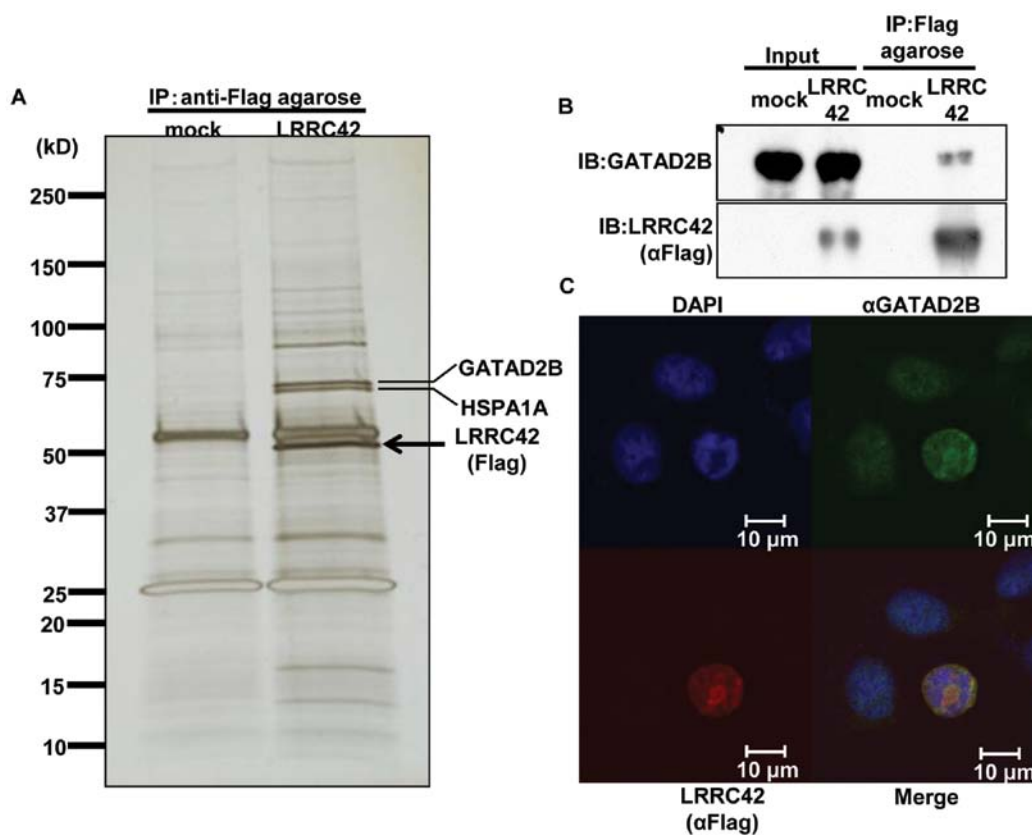 A
IP:anti-Flag agarose
mock LRRC42
(kD)
250
150
100
75
50
37
25
20
15
10
GATAD2B
HSPA1A
LRRC42
(Flag)
B
Input
IP:Flag
agarose
mock
LRRC
42
mock
LRRC
42
IB:GATAD2B
IB:LRRC42
(αFlag)
C
DAPI
αGATAD2B
10 μm
10 μm
10 μm
10 μm
LRRC42
(αFlag)
Merge